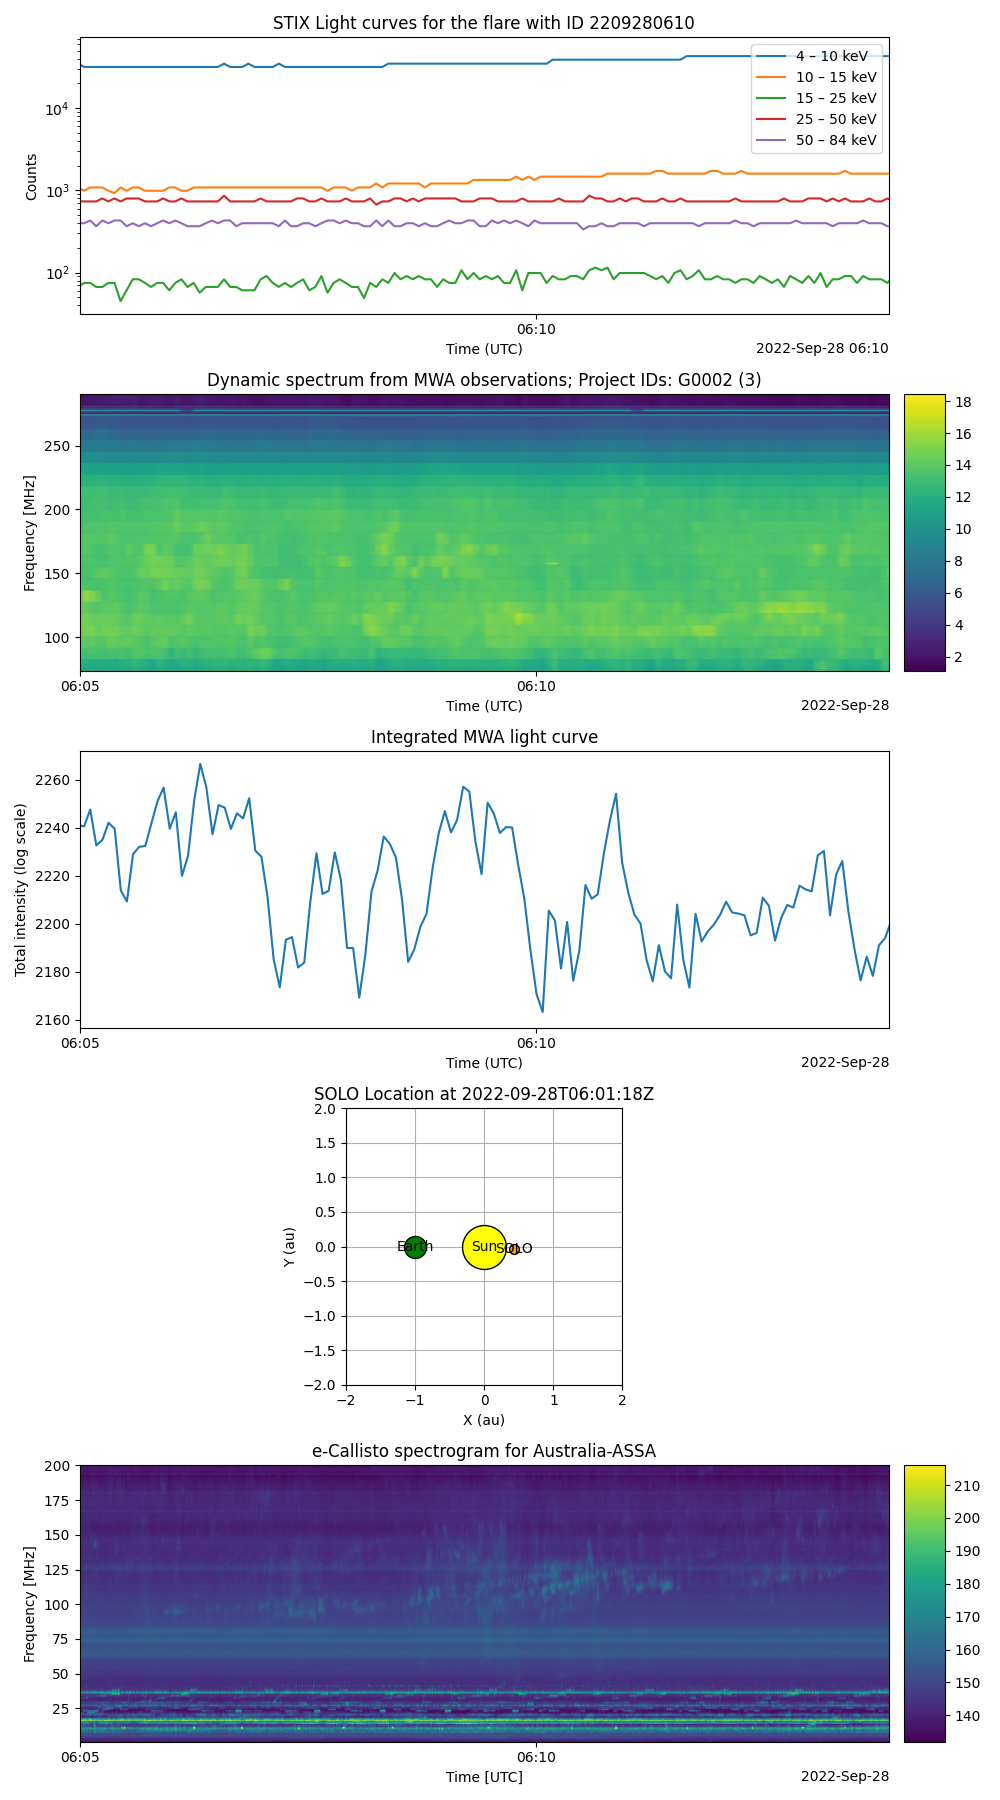 STIX Light curves for the flare with ID 2209280610
4 – 10 keV
10 – 15 keV
15 – 25 keV
25 – 50 keV
50 – 84 keV
10⁴
10³
10²
Counts
06:10
Time (UTC)
2022-Sep-28 06:10
Dynamic spectrum from MWA observations; Project IDs: G0002 (3)
250
200
150
100
Frequency [MHz]
18
16
14
12
10
8
6
4
2
06:05
06:10
Time (UTC)
2022-Sep-28
Integrated MWA light curve
2260
2240
2220
2200
2180
2160
Total intensity (log scale)
06:05
06:10
Time (UTC)
2022-Sep-28
SOLO Location at 2022-09-28T06:01:18Z
2.0
1.5
1.0
0.5
0.0
−0.5
−1.0
−1.5
−2.0
Y (au)
Earth
Sun
SOLO
−2
−1
0
1
2
X (au)
e-Callisto spectrogram for Australia-ASSA
200
175
150
125
100
75
50
25
Frequency [MHz]
210
200
190
180
170
160
150
140
06:05
06:10
Time [UTC]
2022-Sep-28